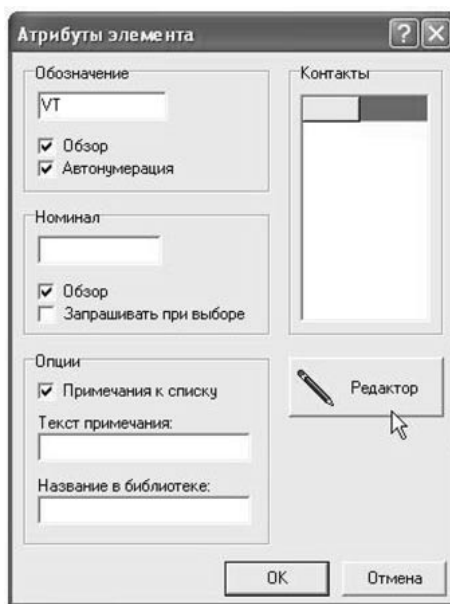 Атрибуты элемента
Обозначение
VT
Обзор
Автонумерация
Номинал
Обзор
Запрашивать при выборе
Опции
Примечания к списку
Текст примечания:
Название в библиотеке:
Контакты
Редактор
OK
Отмена